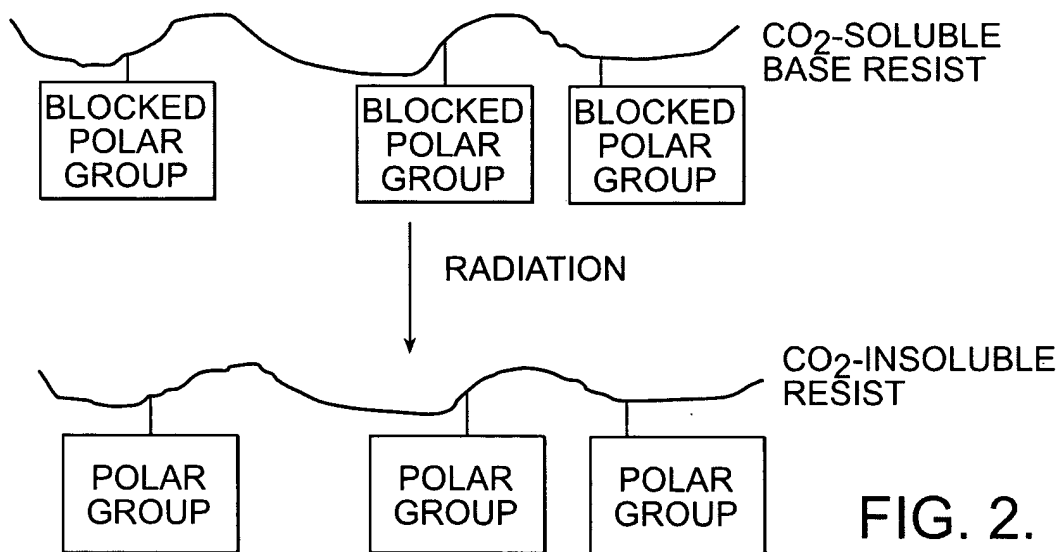 CO2-SOLUBLE
BASE RESIST
BLOCKED
POLAR
GROUP
BLOCKED
POLAR
GROUP
BLOCKED
POLAR
GROUP
RADIATION
CO2-INSOLUBLE
RESIST
POLAR
GROUP
POLAR
GROUP
POLAR
GROUP
FIG. 2.